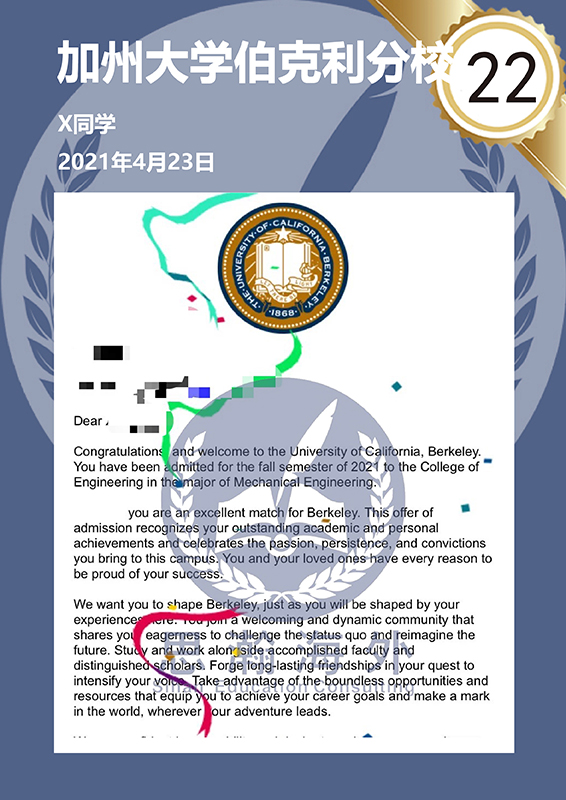 加州大学伯克利分校
22
X同学
2021年4月23日
THE·UNIVERSITY·OF·CALIFORNIA·BERKELEY·
·1868·
Dear
Congratulations, and welcome to the University of California, Berkeley.
You have been admitted for the fall semester of 2021 to the College of
Engineering in the major of Mechanical Engineering.
you are an excellent match for Berkeley. This offer of
admission recognizes your outstanding academic and personal
achievements and celebrates the passion, persistence, and convictions
you bring to this campus. You and your loved ones have every reason to
be proud of your success.
We want you to shape Berkeley, just as you will be shaped by your
experiences here. You join a welcoming and dynamic community that
shares your eagerness to challenge the status quo and reimagine the
future. Study and work alongside accomplished faculty and
distinguished scholars. Forge long-lasting friendships in your quest to
intensify your voice. Take advantage of the boundless opportunities and
resources that equip you to achieve your career goals and make a mark
in the world, wherever your adventure leads.
思瀚海外
Sinan Education Consulting